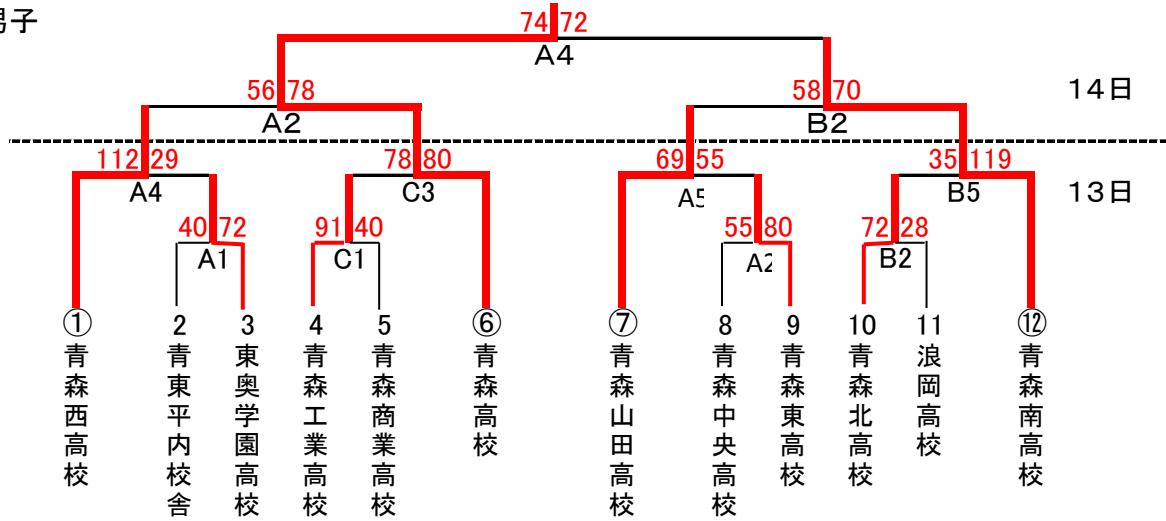 男子
74 72
A4
56 78
58 70
14日
A2
B2
112 29
78 80
69 55
35 119
A4
C3
A5
B5
13日
40 72
91 40
55 80
72 28
A1
C1
A2
B2
① 2 3 4 5 ⑥ ⑦ 8 9 10 11 ⑫
青森西高校
青東平内校舎
東奥学園高校
青森工業高校
青森商業高校
青森高校
青森山田高校
青森中央高校
青森東高校
青森北高校
浪岡高校
青森南高校